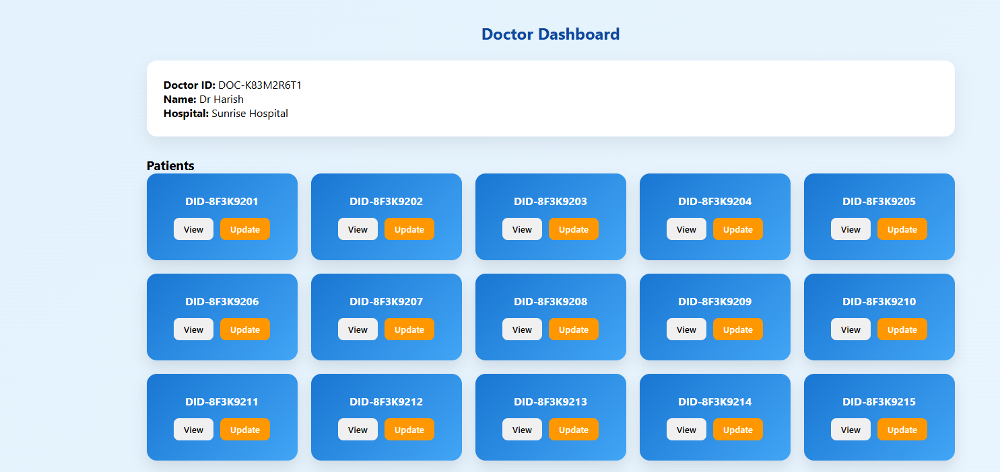 Doctor Dashboard
Doctor ID: DOC-K83M2R6T1
Name: Dr Harish
Hospital: Sunrise Hospital
Patients
DID-8F3K9201 DID-8F3K9202 DID-8F3K9203 DID-8F3K9204 DID-8F3K9205
View Update View Update View Update View Update View Update
DID-8F3K9206 DID-8F3K9207 DID-8F3K9208 DID-8F3K9209 DID-8F3K9210
View Update View Update View Update View Update View Update
DID-8F3K9211 DID-8F3K9212 DID-8F3K9213 DID-8F3K9214 DID-8F3K9215
View Update View Update View Update View Update View Update